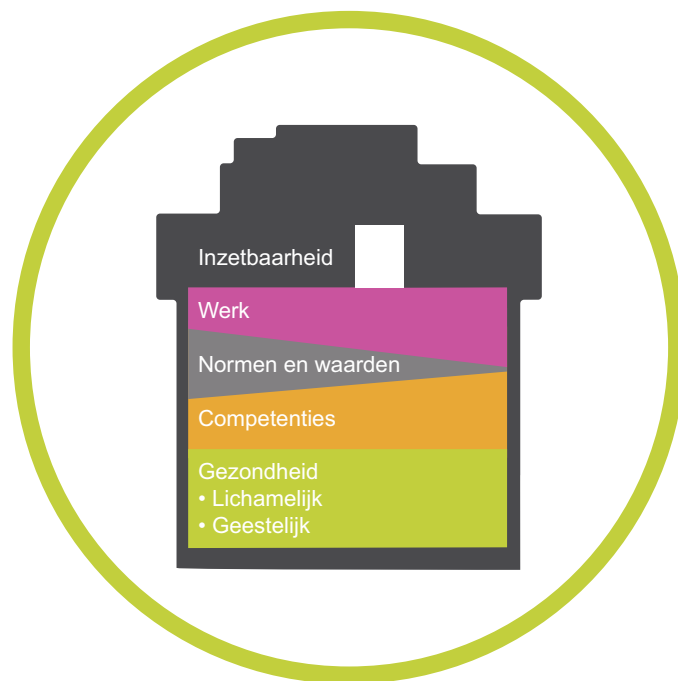 Inzetbaarheid
Werk
Normen en waarden
Competenties
Gezondheid
• Lichamelijk
• Geestelijk